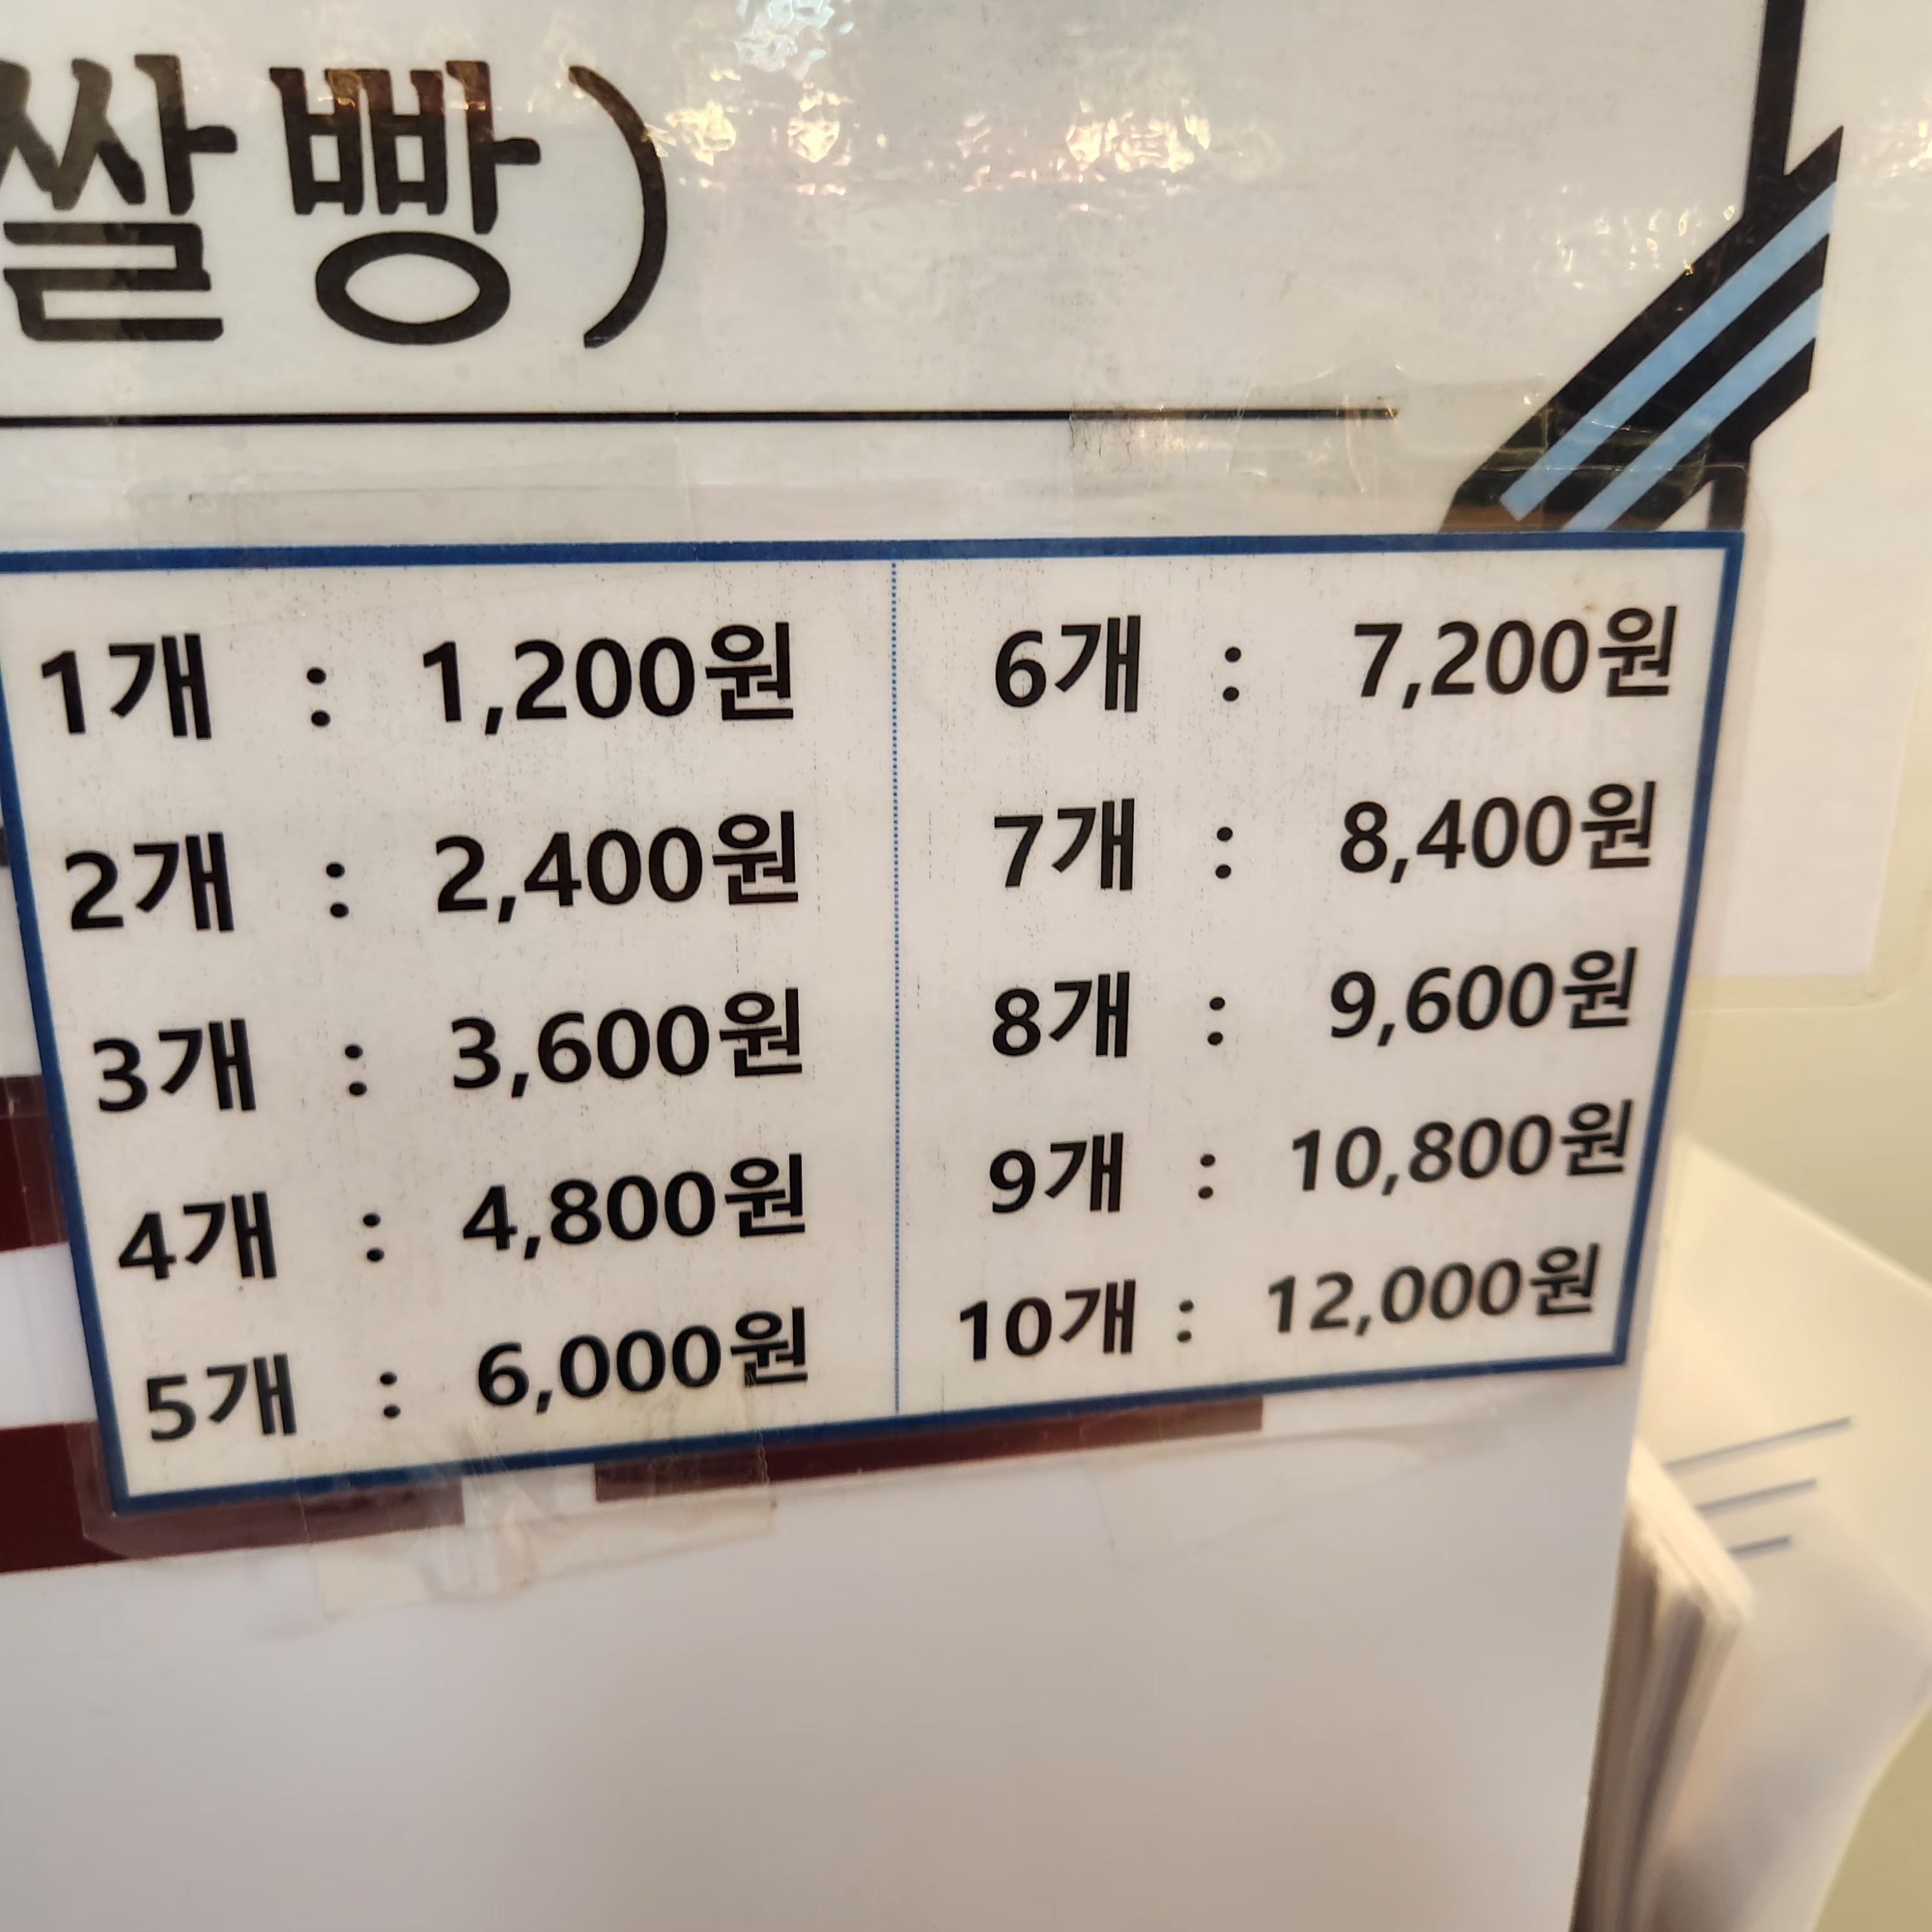 쌀빵)
1개 : 1,200원
2개 : 2,400원
3개 : 3,600원
4개 : 4,800원
5개 : 6,000원
6개 : 7,200원
7개 : 8,400원
8개 : 9,600원
9개 : 10,800원
10개 : 12,000원